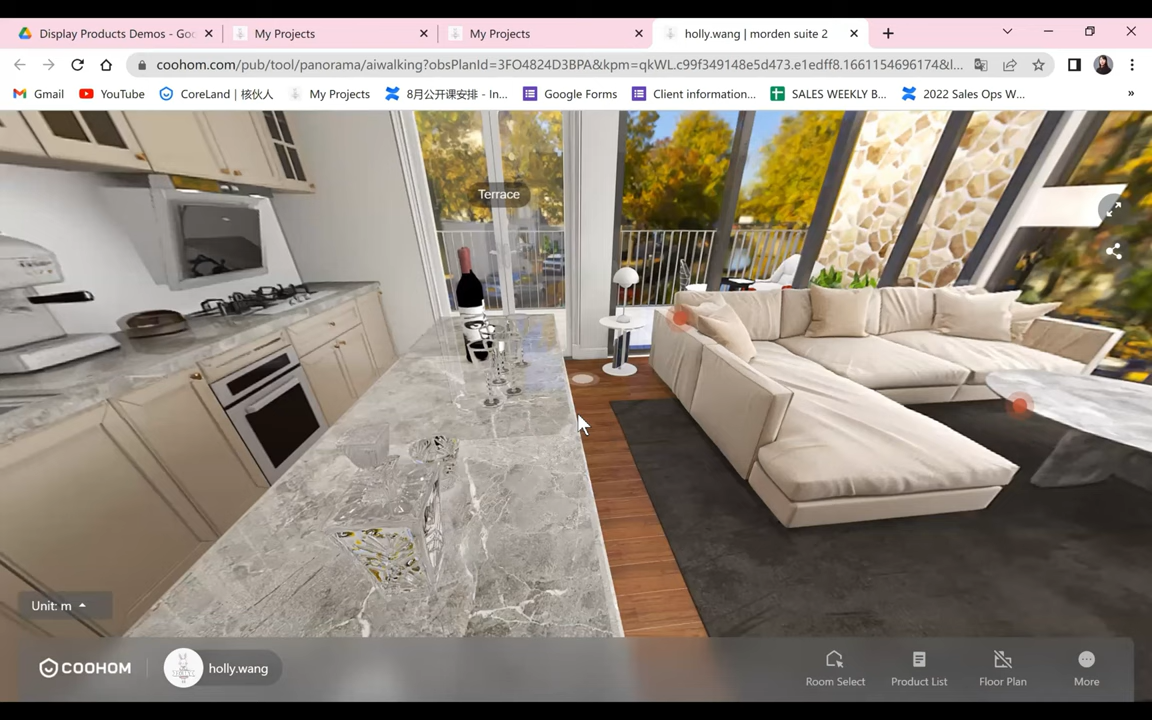 Display Products Demos - Goo
My Projects
My Projects
holly.wang | morden suite 2
coohom.com/pub/tool/panorama/aiwalking?obsPlanId=3FO4824D3BPA&kpm=qkWL.c99f349148e5d473.e1edff8.1661154696174&l...
Gmail
YouTube
CoreLand | 核伙人
My Projects
8月公开课安排 - In...
Google Forms
Client information...
SALES WEEKLY B...
2022 Sales Ops W...
»
Terrace
Unit: m
COOHOM
holly.wang
Room Select
Product List
Floor Plan
More